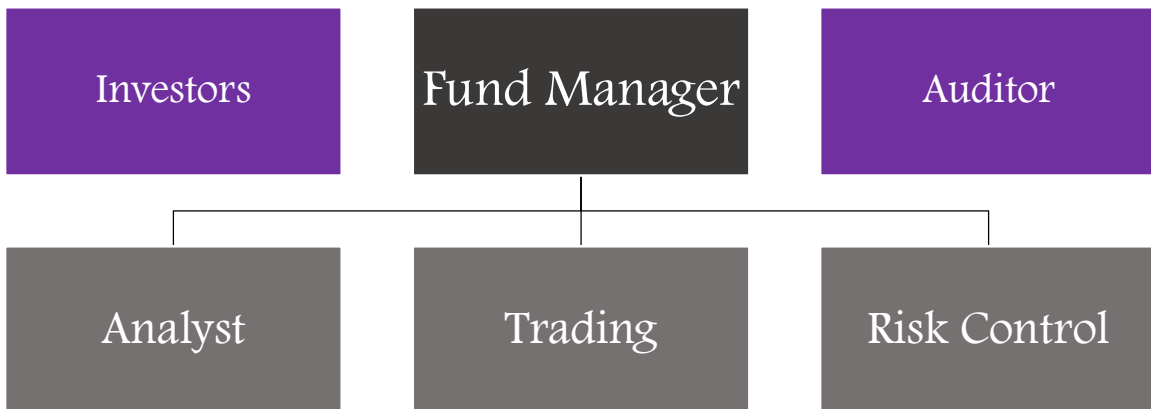 Investors
Fund Manager
Auditor
Analyst
Trading
Risk Control